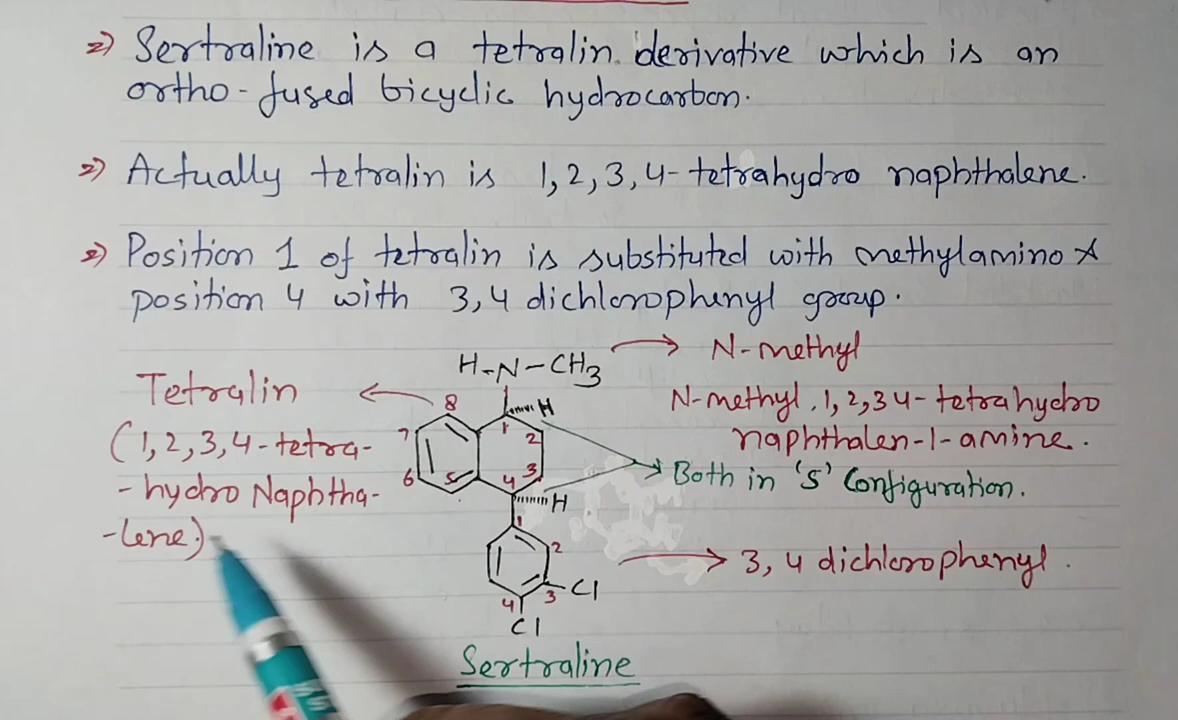 ⇒ Sertraline is a tetralin derivative which is an
ortho-fused bicyclic hydrocarbon.
⇒ Actually tetralin is 1,2,3,4-tetrahydro naphthalene.
⇒ Position 1 of tetralin is substituted with methylamino &
position 4 with 3,4 dichlorophenyl group.
H-N-CH3
→ N-methyl
Tetralin ←
(1,2,3,4-tetra-
-hydro Naphtha-
-lene)
N-methyl.1,2,3 4-tetrahydro
naphthalen-1-amine.
8
H
1
7
2
6
5
4
3
→ Both in 's' Configuration.
H
1
2
→ 3,4 dichlorophenyl.
3
Cl
4
Cl
Sertraline